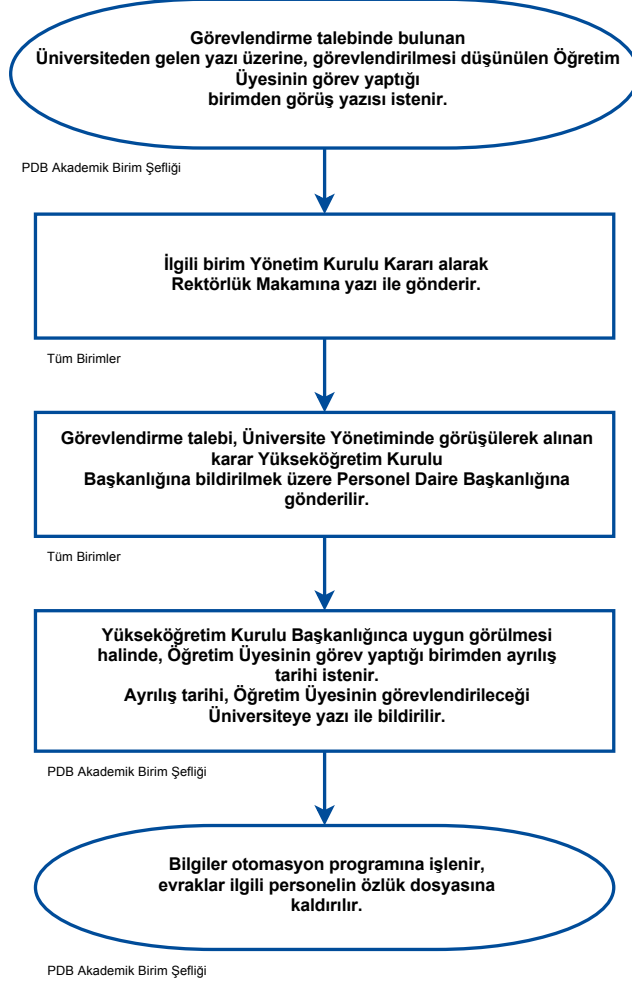 Görevlendirme talebinde bulunan
Üniversiteden gelen yazı üzerine, görevlendirilmesi düşünülen Öğretim
Üyesinin görev yaptığı
birimden görüş yazısı istenir.
PDB Akademik Birim Şefliği
İlgili birim Yönetim Kurulu Kararı alarak
Rektörlük Makamına yazı ile gönderir.
Tüm Birimler
Görevlendirme talebi, Üniversite Yönetiminde görüşülerek alınan
karar Yükseköğretim Kurulu
Başkanlığına bildirilmek üzere Personel Daire Başkanlığına
gönderilir.
Tüm Birimler
Yükseköğretim Kurulu Başkanlığınca uygun görülmesi
halinde, Öğretim Üyesinin görev yaptığı birimden ayrılış
tarihi istenir.
Ayrılış tarihi, Öğretim Üyesinin görevlendirileceği
Üniversiteye yazı ile bildirilir.
PDB Akademik Birim Şefliği
Bilgiler otomasyon programına işlenir,
evraklar ilgili personelin özlük dosyasına
kaldırılır.
PDB Akademik Birim Şefliği